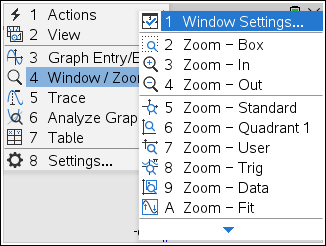 1 Actions
2 View
3 Graph Entry/E
4 Window / Zoo
5 Trace
6 Analyze Grap
7 Table
8 Settings...
1 Window Settings...
2 Zoom – Box
3 Zoom – In
4 Zoom – Out
5 Zoom – Standard
6 Zoom – Quadrant 1
7 Zoom – User
8 Zoom – Trig
9 Zoom – Data
A Zoom – Fit